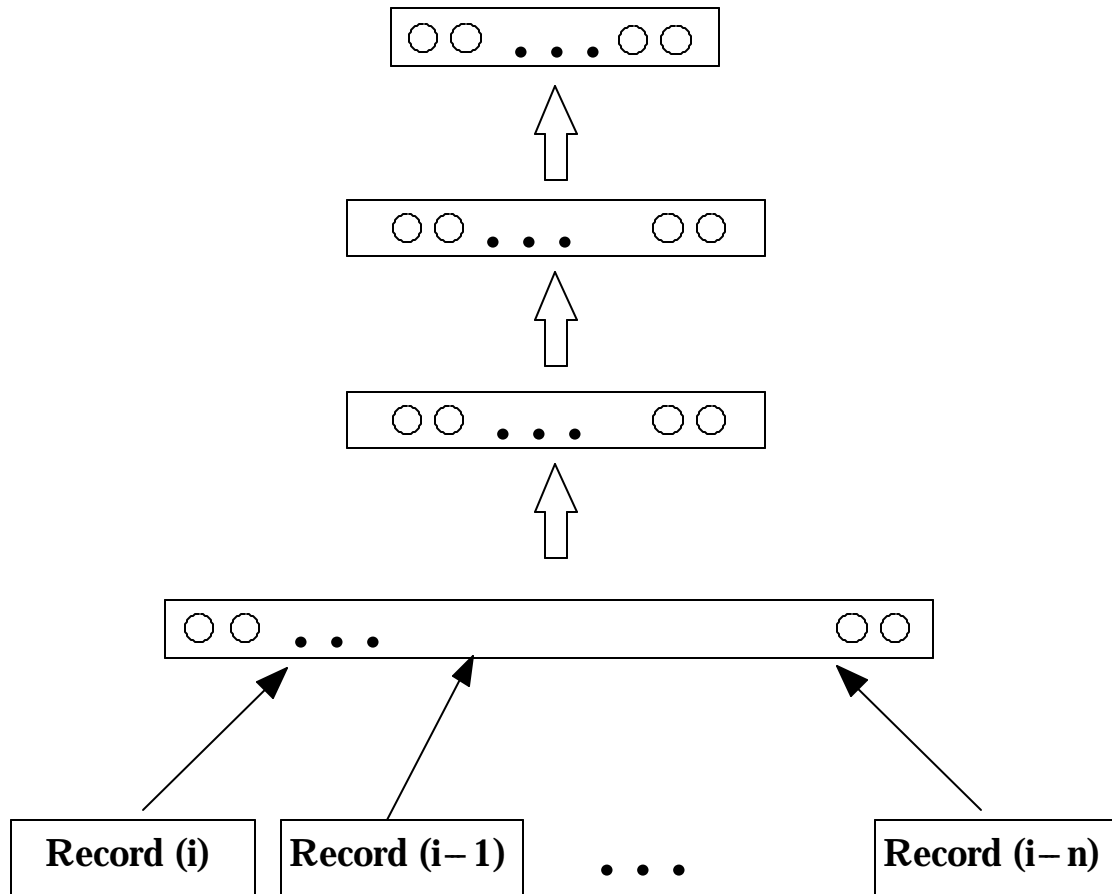 Record (i) Record (i–1) . . . Record (i–n)